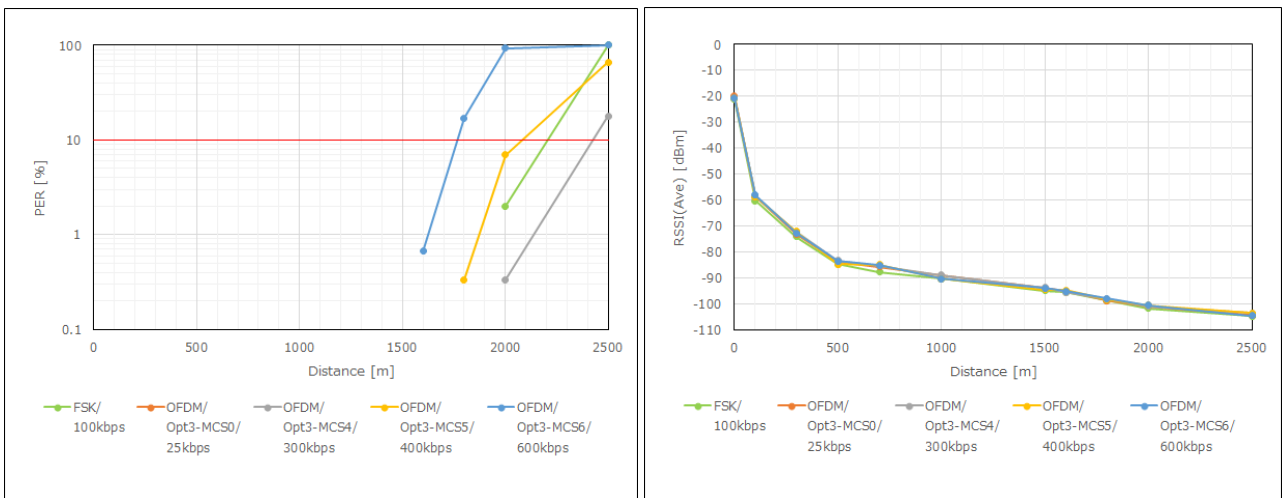 100
10
1
0.1
PER [%]
0
500
1000
1500
2000
2500
Distance [m]
FSK/
100kbps
OFDM/
Opt3-MCS0/
25kbps
OFDM/
Opt3-MCS4/
300kbps
OFDM/
Opt3-MCS5/
400kbps
OFDM/
Opt3-MCS6/
600kbps
0
-10
-20
-30
-40
-50
-60
-70
-80
-90
-100
-110
RSSI(Ave) [dBm]
0
500
1000
1500
2000
2500
Distance [m]
FSK/
100kbps
OFDM/
Opt3-MCS0/
25kbps
OFDM/
Opt3-MCS4/
300kbps
OFDM/
Opt3-MCS5/
400kbps
OFDM/
Opt3-MCS6/
600kbps